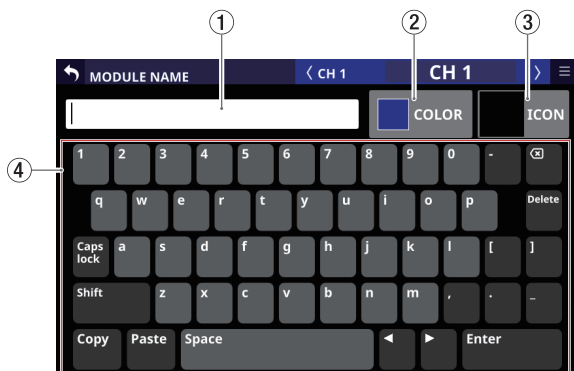 ① ② ③
MODULE NAME 〈 CH 1 CH 1 〉 ≡
COLOR ICON
④
1 2 3 4 5 6 7 8 9 0 -
q w e r t y u i o p Delete
Caps lock a s d f g h j k l [ ]
Shift z x c v b n m , . _
Copy Paste Space ◀ ▶ Enter